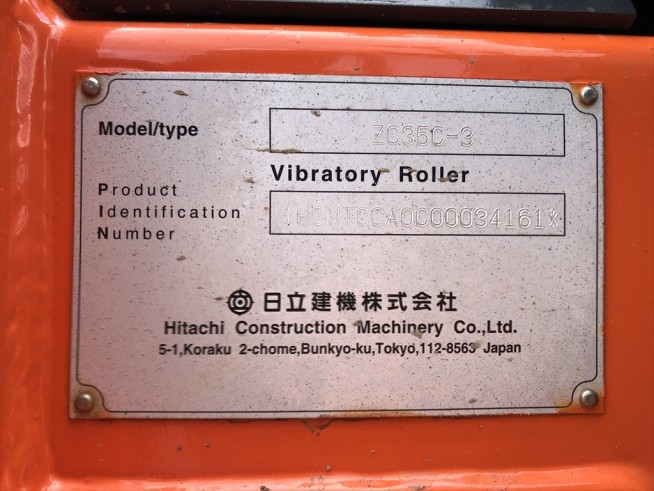 Model/type ZC35C-3
Vibratory Roller
Product
Identification
Number
日立建機株式会社
Hitachi Construction Machinery Co.,Ltd.
5-1,Koraku 2-chome,Bunkyo-ku,Tokyo,112-8563 Japan